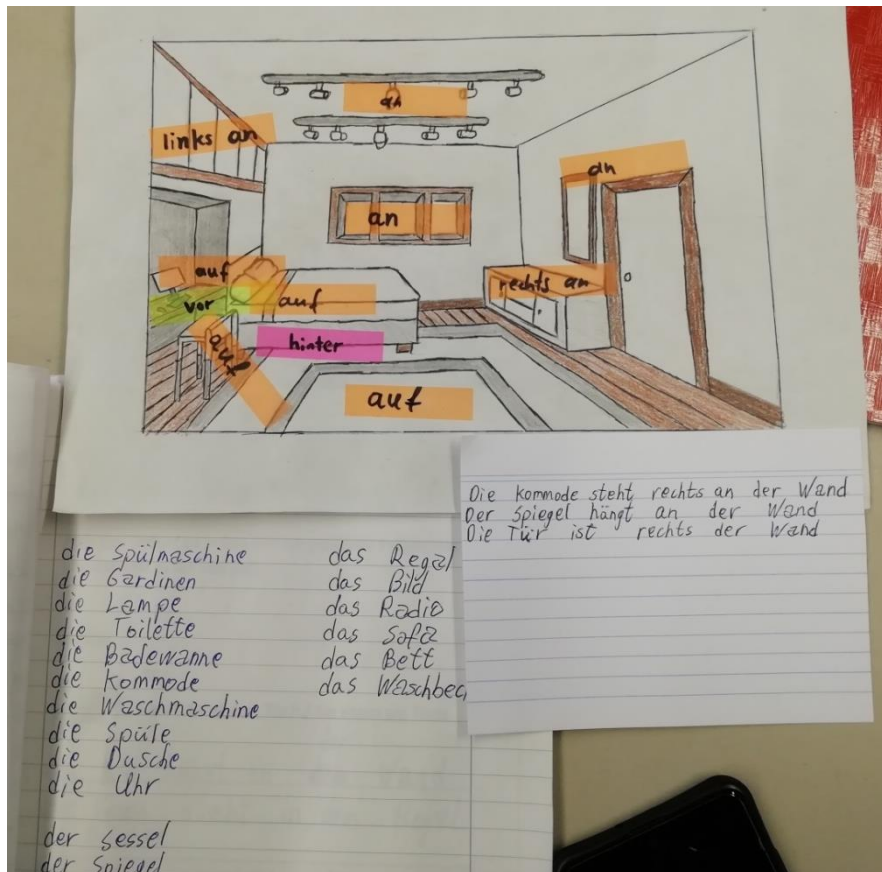 an
links an
an
an
rechts an
auf
vor
auf
auf
hinter
auf
Die Kommode steht rechts an der Wand
Der Spiegel hängt an der Wand
Die Tür ist rechts der Wand
die Spülmaschine
die Gardinen
die Lampe
die Toilette
die Badewanne
die Kommode
die Waschmaschine
die Spüle
die Dusche
die Uhr
der Sessel
der Spiegel
das Regal
das Bild
das Radio
das Sofa
das Bett
das Waschbec